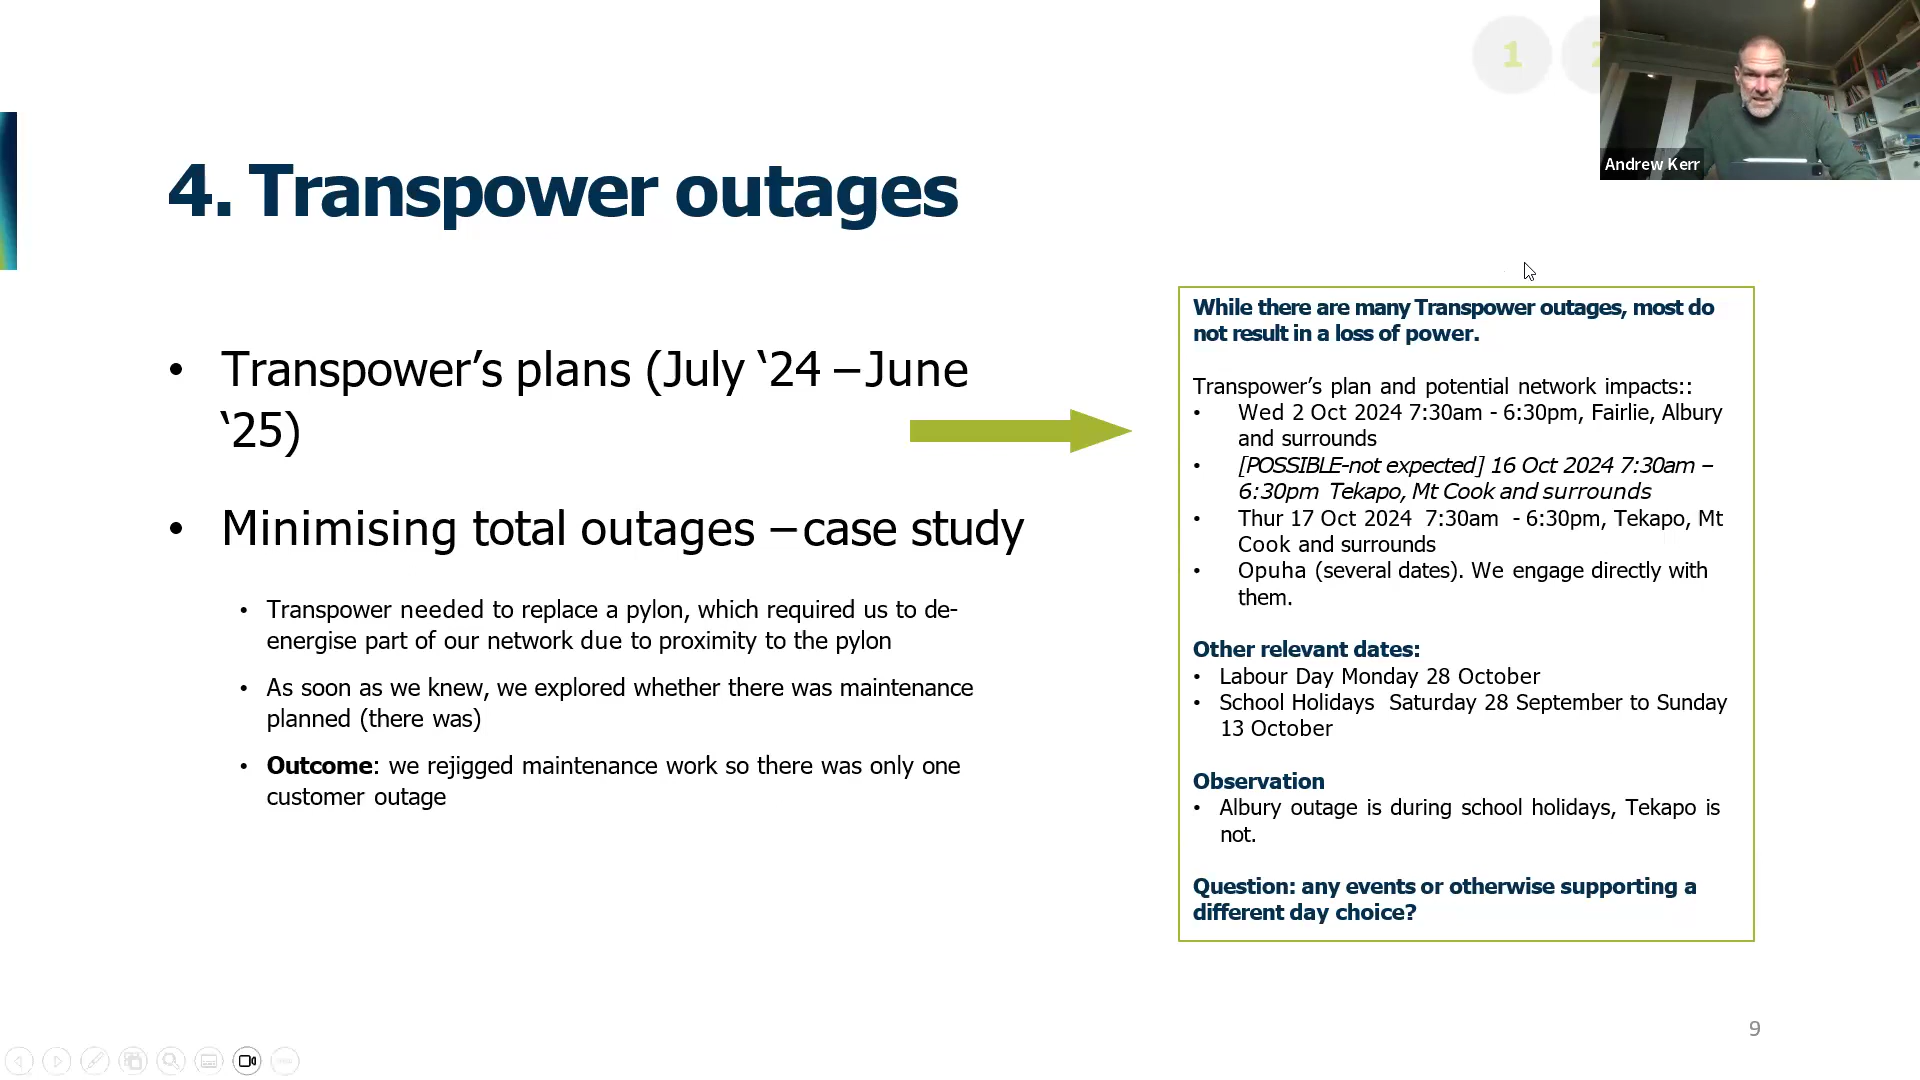 1
2
Andrew Kerr
4. Transpower outages
• Transpower’s plans (July ‘24 – June
‘25)
• Minimising total outages – case study
• Transpower needed to replace a pylon, which required us to de-
energise part of our network due to proximity to the pylon
• As soon as we knew, we explored whether there was maintenance
planned (there was)
• Outcome: we rejigged maintenance work so there was only one
customer outage
While there are many Transpower outages, most do
not result in a loss of power.
Transpower’s plan and potential network impacts::
• Wed 2 Oct 2024 7:30am - 6:30pm, Fairlie, Albury
and surrounds
• [POSSIBLE-not expected] 16 Oct 2024 7:30am –
6:30pm Tekapo, Mt Cook and surrounds
• Thur 17 Oct 2024 7:30am - 6:30pm, Tekapo, Mt
Cook and surrounds
• Opuha (several dates). We engage directly with
them.
Other relevant dates:
• Labour Day Monday 28 October
• School Holidays Saturday 28 September to Sunday
13 October
Observation
• Albury outage is during school holidays, Tekapo is
not.
Question: any events or otherwise supporting a
different day choice?
9